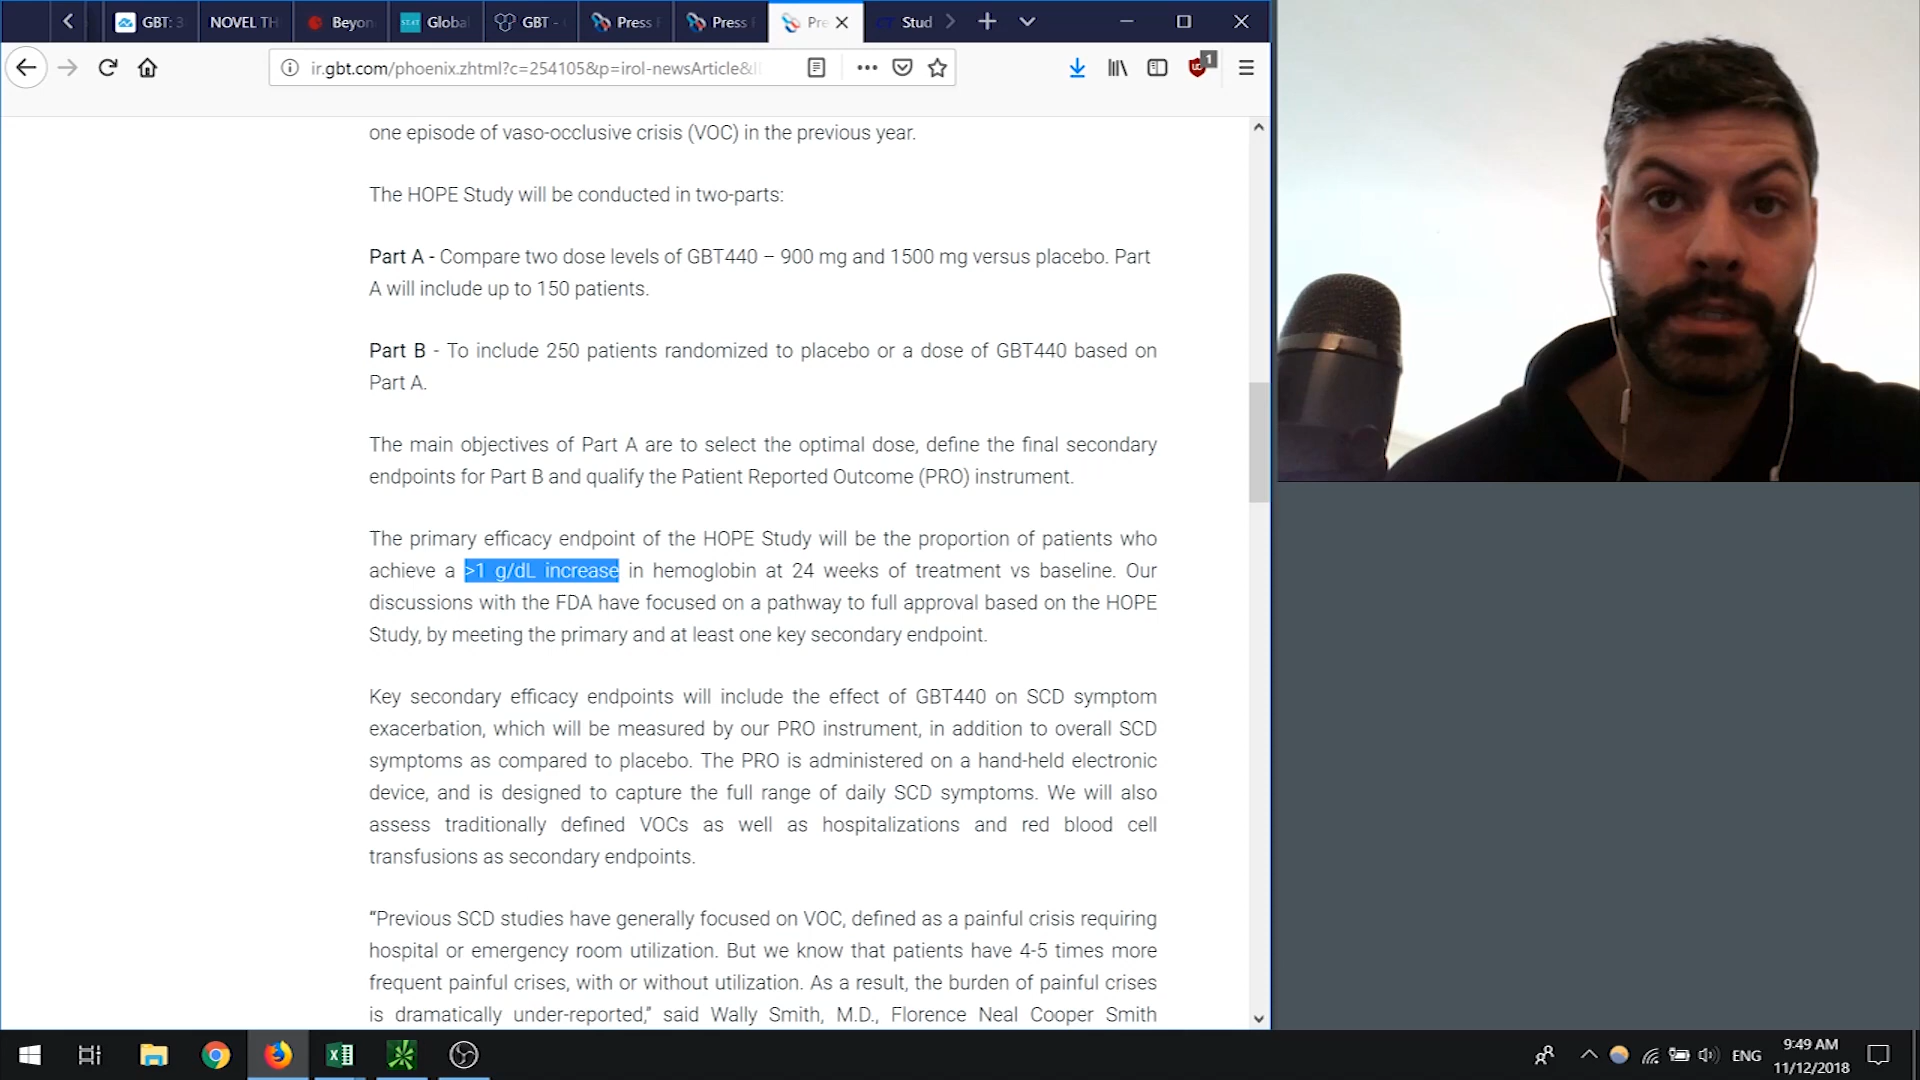 GBT: 3
NOVEL TH
Beyon
STAT Global
GBT -
Press F
Press
Pre
Stud
ir.gbt.com/phoenix.zhtml?c=254105&p=irol-newsArticle&
1
one episode of vaso-occlusive crisis (VOC) in the previous year.
The HOPE Study will be conducted in two-parts:
Part A - Compare two dose levels of GBT440 – 900 mg and 1500 mg versus placebo. Part
A will include up to 150 patients.
Part B - To include 250 patients randomized to placebo or a dose of GBT440 based on
Part A.
The main objectives of Part A are to select the optimal dose, define the final secondary
endpoints for Part B and qualify the Patient Reported Outcome (PRO) instrument.
The primary efficacy endpoint of the HOPE Study will be the proportion of patients who
achieve a >1 g/dL increase in hemoglobin at 24 weeks of treatment vs baseline. Our
discussions with the FDA have focused on a pathway to full approval based on the HOPE
Study, by meeting the primary and at least one key secondary endpoint.
Key secondary efficacy endpoints will include the effect of GBT440 on SCD symptom
exacerbation, which will be measured by our PRO instrument, in addition to overall SCD
symptoms as compared to placebo. The PRO is administered on a hand-held electronic
device, and is designed to capture the full range of daily SCD symptoms. We will also
assess traditionally defined VOCs as well as hospitalizations and red blood cell
transfusions as secondary endpoints.
“Previous SCD studies have generally focused on VOC, defined as a painful crisis requiring
hospital or emergency room utilization. But we know that patients have 4-5 times more
frequent painful crises, with or without utilization. As a result, the burden of painful crises
is dramatically under-reported,” said Wally Smith, M.D., Florence Neal Cooper Smith
ENG
9:49 AM
11/12/2018